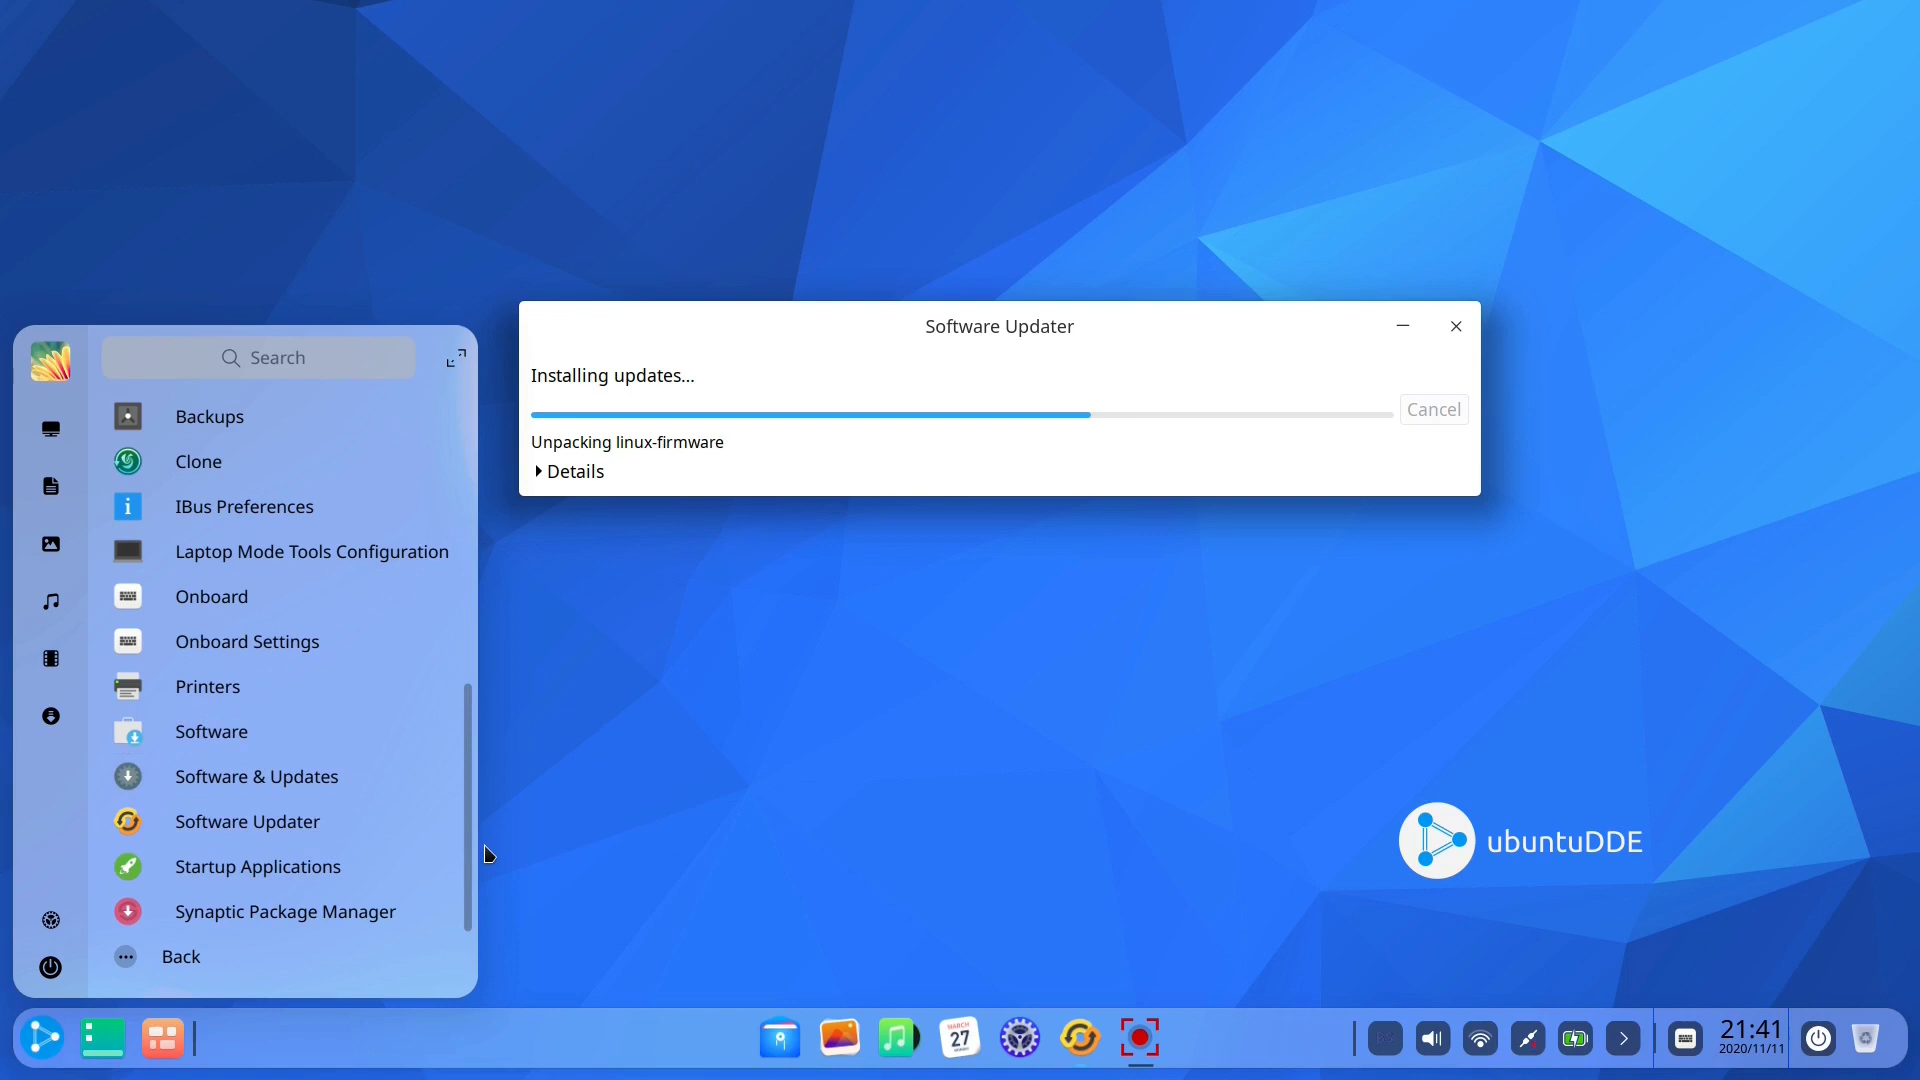 Software Updater
Installing updates...
Cancel
Unpacking linux-firmware
Details
Search
Backups
Clone
IBus Preferences
Laptop Mode Tools Configuration
Onboard
Onboard Settings
Printers
Software
Software & Updates
Software Updater
Startup Applications
Synaptic Package Manager
Back
ubuntuDDE
MARCH
27
21:41
2020/11/11